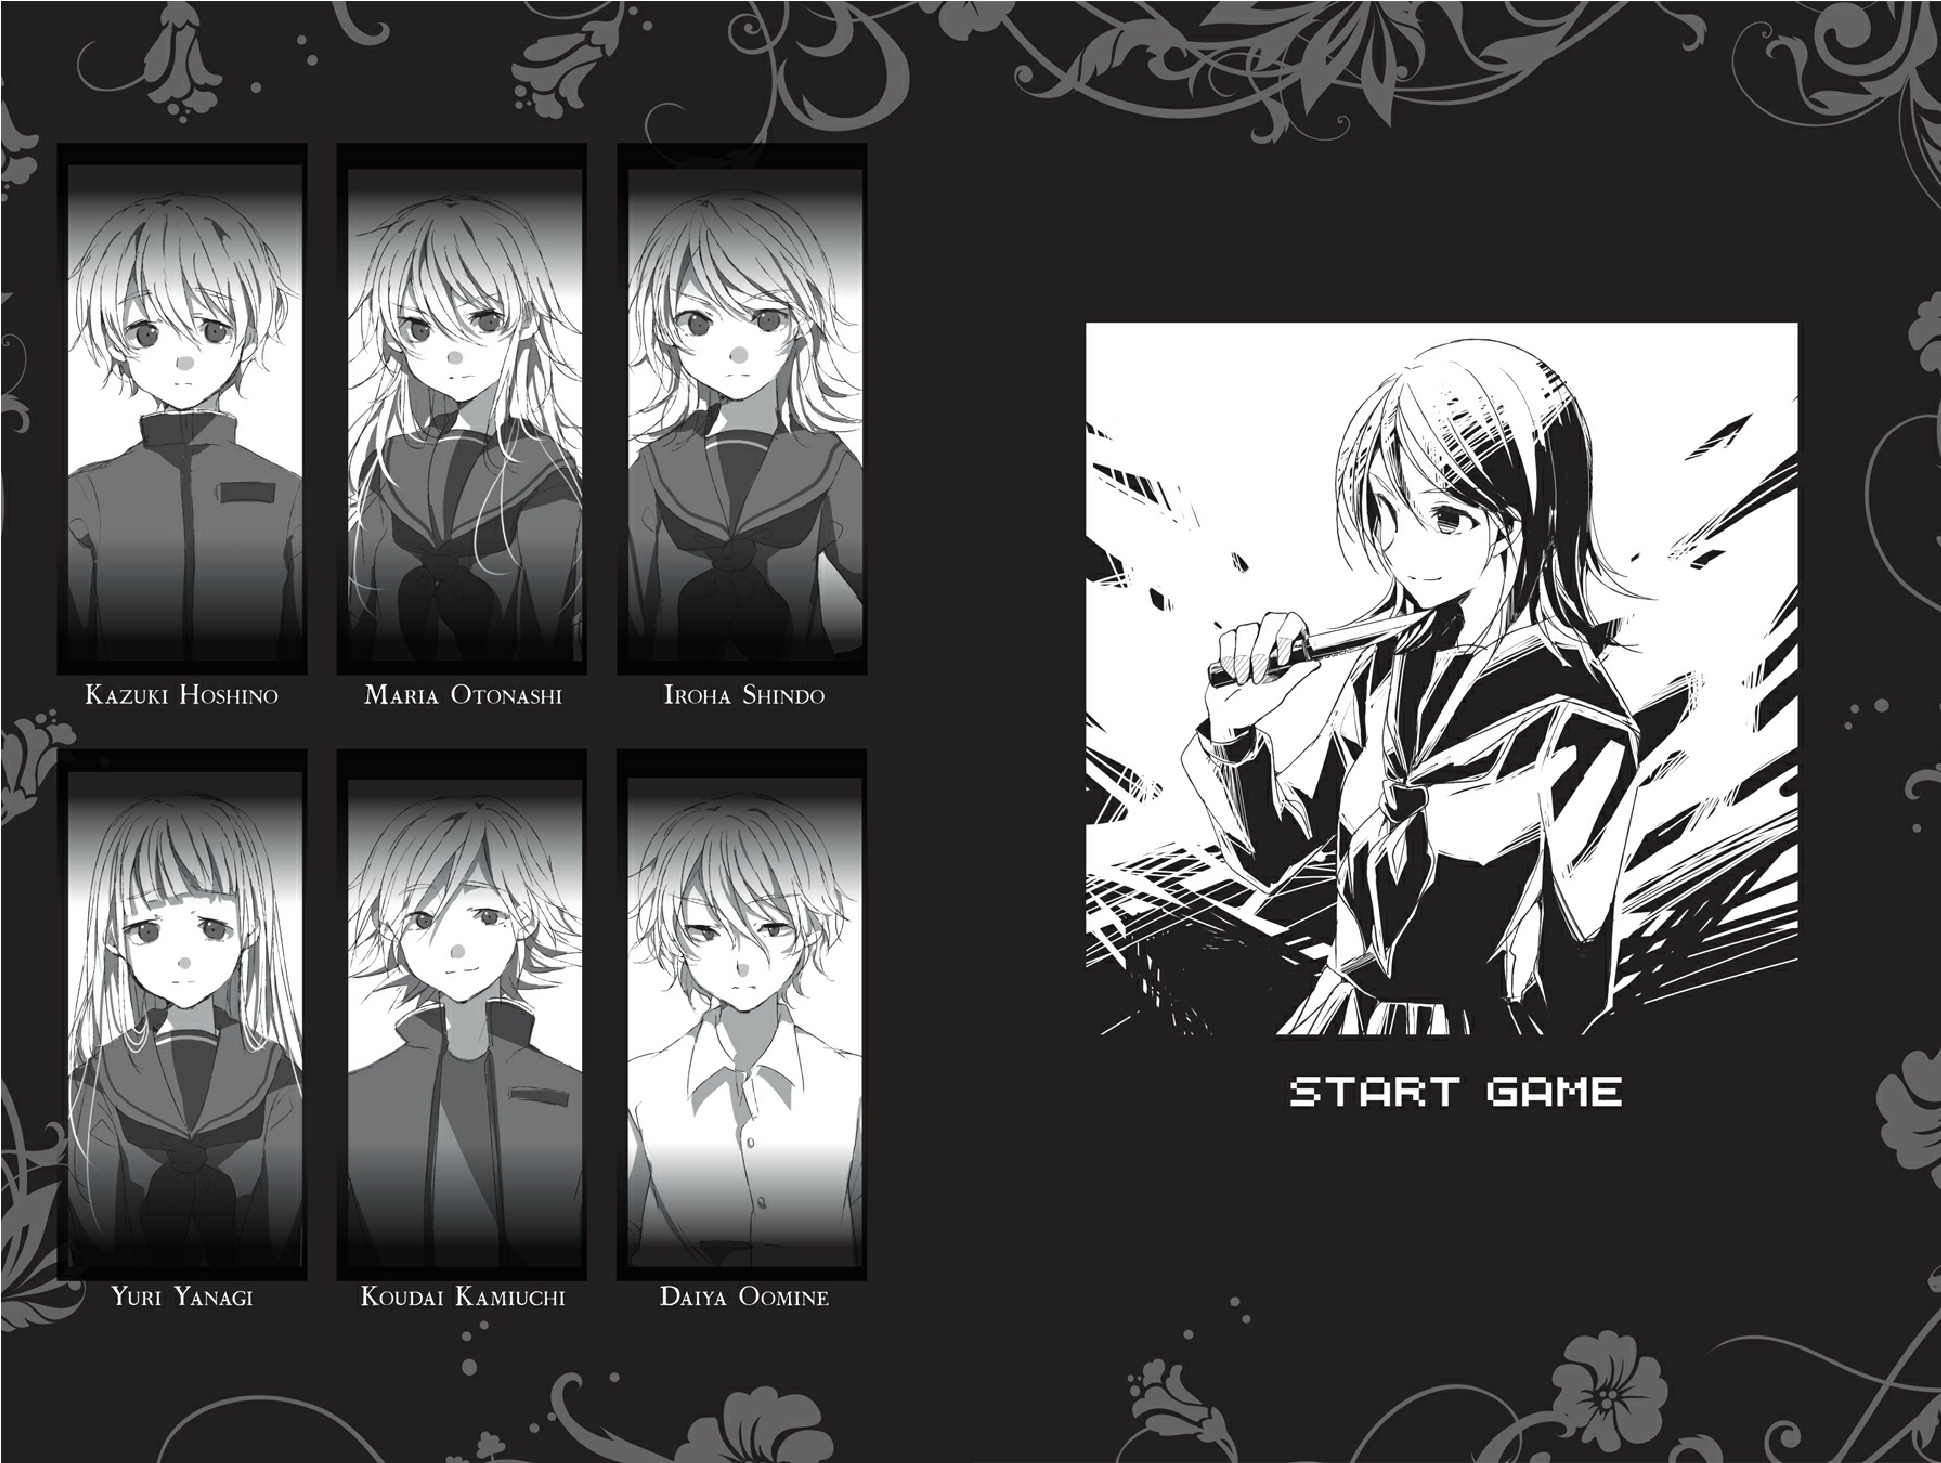 Kazuki Hoshino
Maria Otonashi
Iroha Shindo
Yuri Yanagi
Koudai Kamiuchi
Daiya Oomine
START GAME